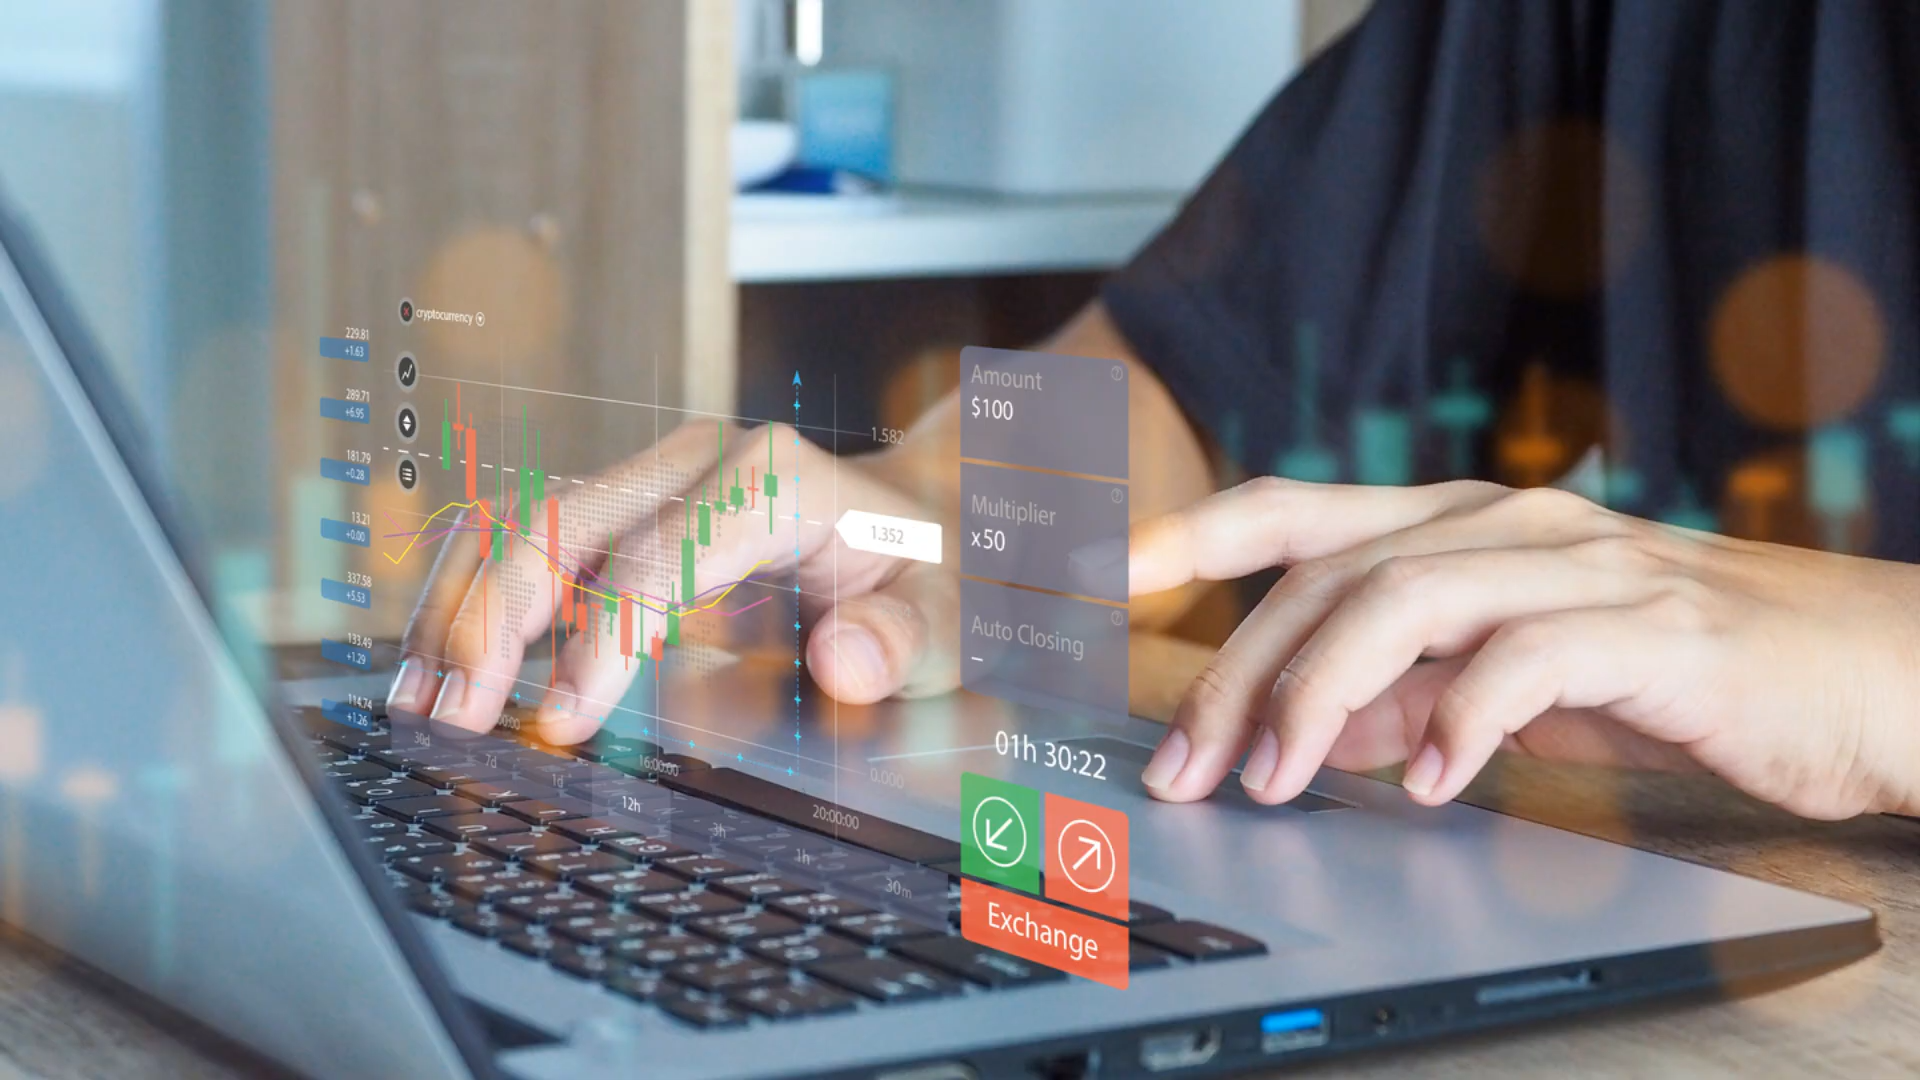 cryptocurrency
229.81
+1.63
289.71
+6.95
181.79
+0.28
13.21
+0.00
337.58
+5.53
133.49
+1.29
114.74
+1.26
1.582
1.352
0.000
16:00:00
20:00:00
30d
7d
1d
12h
3h
1h
30m
Amount
$100
Multiplier
x50
Auto Closing
–
01h 30:22
Exchange